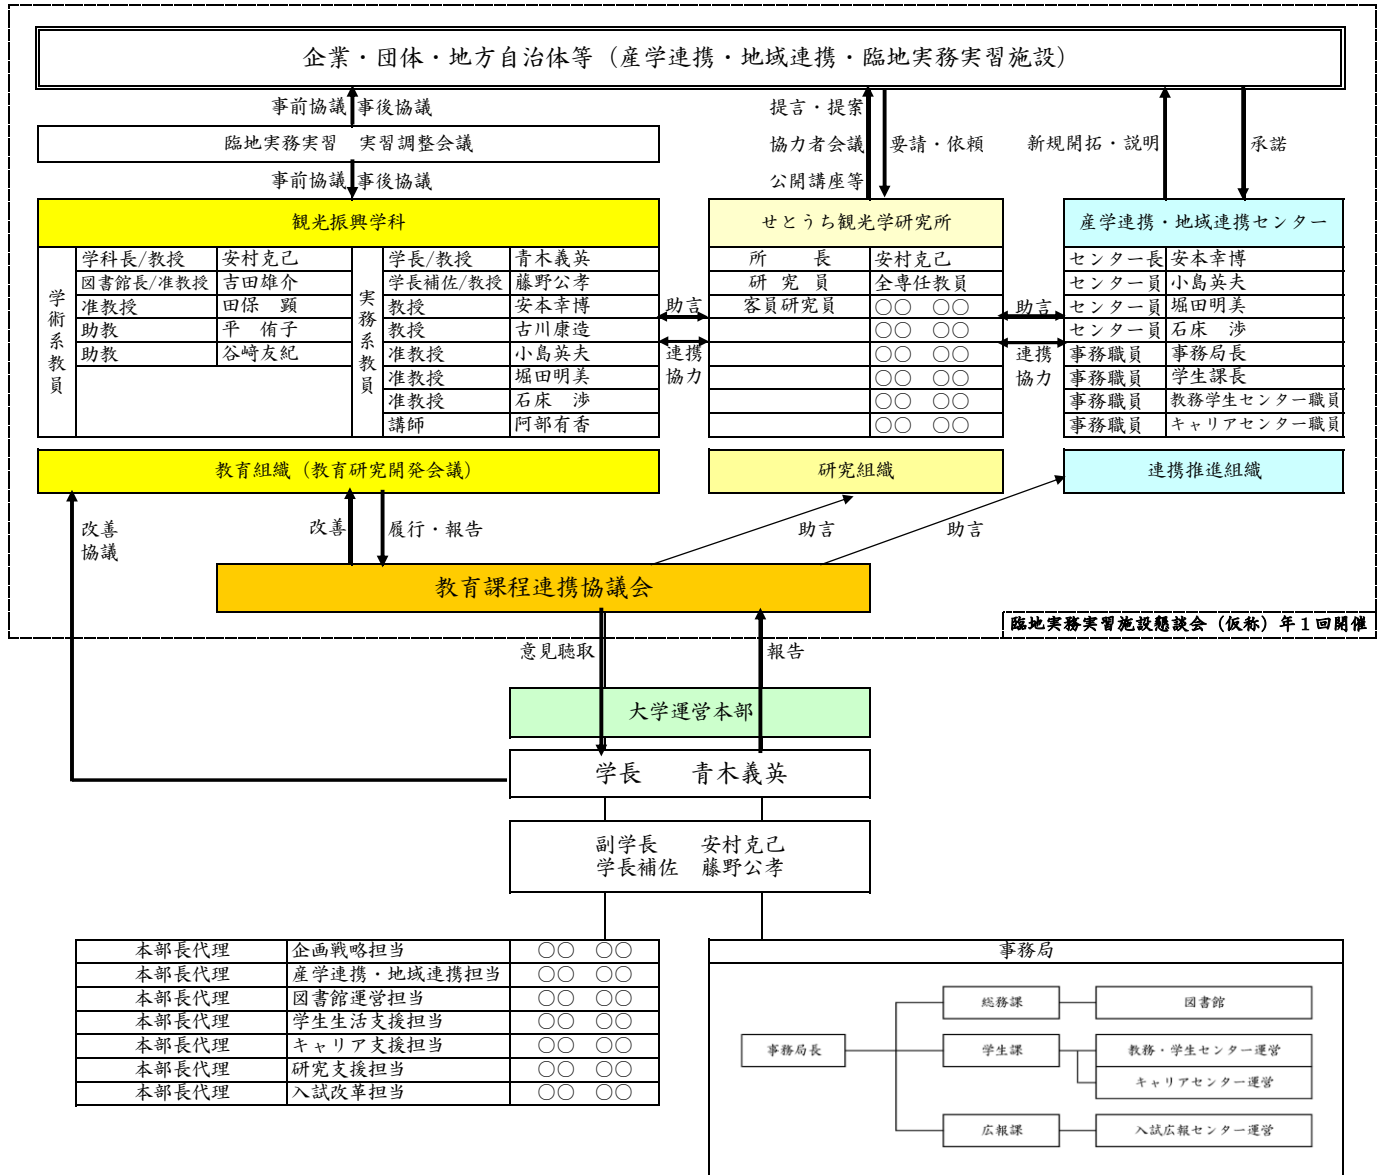 企業・団体・地方自治体等（産学連携・地域連携・臨地実務実習施設）
事前協議 事後協議
提言・提案
協力者会議
公開講座等
要請・依頼
新規開拓・説明
承諾
臨地実務実習　実習調整会議
事前協議 事後協議
観光振興学科
学術系教員
学科長/教授 安村克己
図書館長/准教授 吉田雄介
准教授 田保　顕
助教 平　侑子
助教 谷﨑友紀
実務系教員
学長/教授 青木義英
学長補佐/教授 藤野公孝
教授 安本幸博
教授 古川康造
准教授 小島英夫
准教授 堀田明美
准教授 石床　渉
講師 阿部有香
助言
連携
協力
せとうち観光学研究所
所　　長 安村克己
研　究　員 全専任教員
客員研究員 〇〇　〇〇
〇〇　〇〇
〇〇　〇〇
〇〇　〇〇
〇〇　〇〇
〇〇　〇〇
助言
連携
協力
産学連携・地域連携センター
センター長 安本幸博
センター員 小島英夫
センター員 堀田明美
センター員 石床　渉
事務職員 事務局長
事務職員 学生課長
事務職員 教務学生センター職員
事務職員 キャリアセンター職員
教育組織（教育研究開発会議）
研究組織
連携推進組織
改善
協議
改善
履行・報告
助言
助言
教育課程連携協議会
臨地実務実習施設懇談会（仮称）年１回開催
意見聴取
報告
大学運営本部
学長　　青木義英
副学長　　安村克己
学長補佐　藤野公孝
本部長代理 企画戦略担当 〇〇　〇〇
本部長代理 産学連携・地域連携担当 〇〇　〇〇
本部長代理 図書館運営担当 〇〇　〇〇
本部長代理 学生生活支援担当 〇〇　〇〇
本部長代理 キャリア支援担当 〇〇　〇〇
本部長代理 研究支援担当 〇〇　〇〇
本部長代理 入試改革担当 〇〇　〇〇
事務局
事務局長
総務課
図書館
学生課
教務・学生センター運営
キャリアセンター運営
広報課
入試広報センター運営